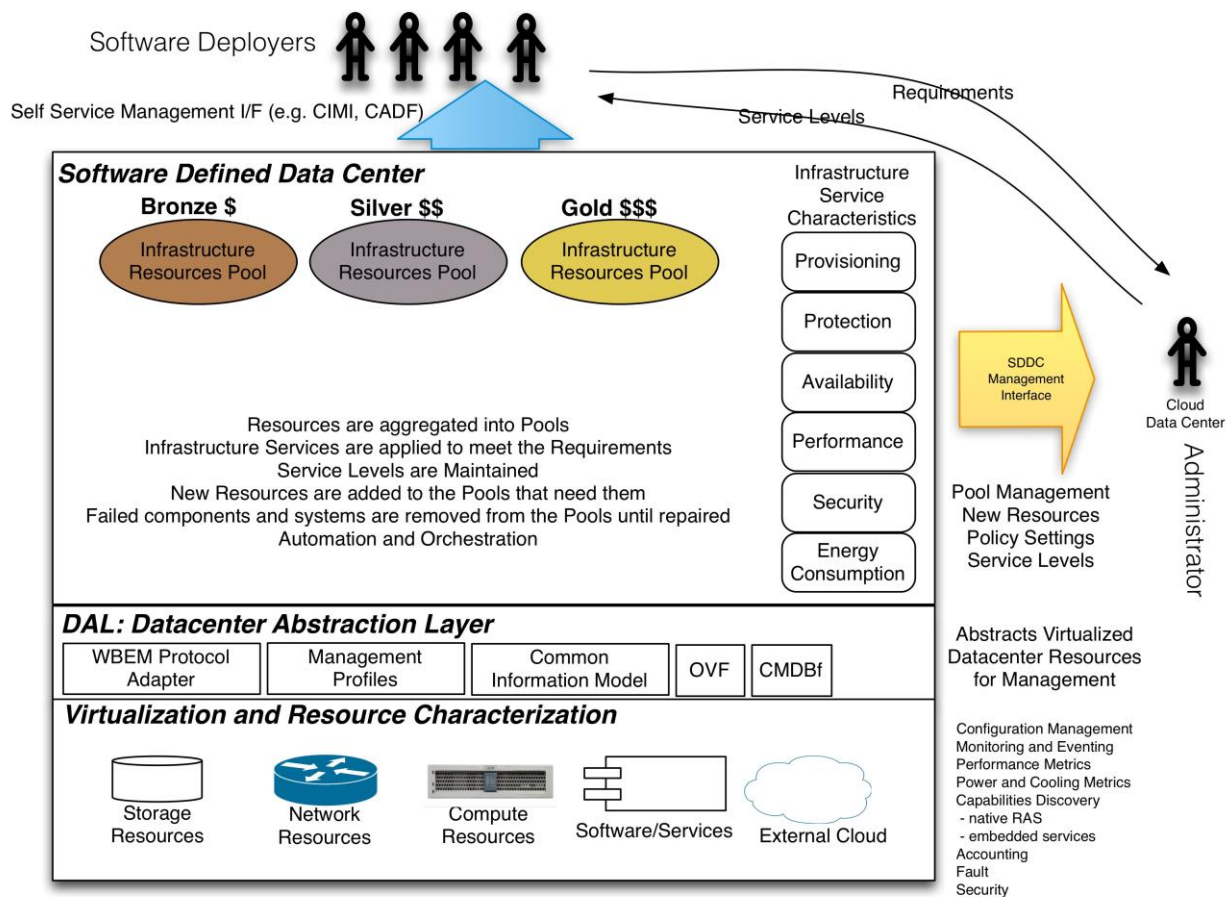 Software Deployers
Self Service Management I/F (e.g. CIMI, CADF)
Requirements
Service Levels
Software Defined Data Center
Bronze $
Silver $$
Gold $$$
Infrastructure
Resources Pool
Infrastructure
Resources Pool
Infrastructure
Resources Pool
Infrastructure
Service
Characteristics
Provisioning
Protection
Availability
Performance
Security
Energy
Consumption
Resources are aggregated into Pools
Infrastructure Services are applied to meet the Requirements
Service Levels are Maintained
New Resources are added to the Pools that need them
Failed components and systems are removed from the Pools until repaired
Automation and Orchestration
SDDC
Management
Interface
Cloud
Data Center
Administrator
Pool Management
New Resources
Policy Settings
Service Levels
DAL: Datacenter Abstraction Layer
WBEM Protocol
Adapter
Management
Profiles
Common
Information Model
OVF
CMDBf
Abstracts Virtualized
Datacenter Resources
for Management
Virtualization and Resource Characterization
Storage
Resources
Network
Resources
Compute
Resources
Software/Services
External Cloud
Configuration Management
Monitoring and Eventing
Performance Metrics
Power and Cooling Metrics
Capabilities Discovery
- native RAS
- embedded services
Accounting
Fault
Security